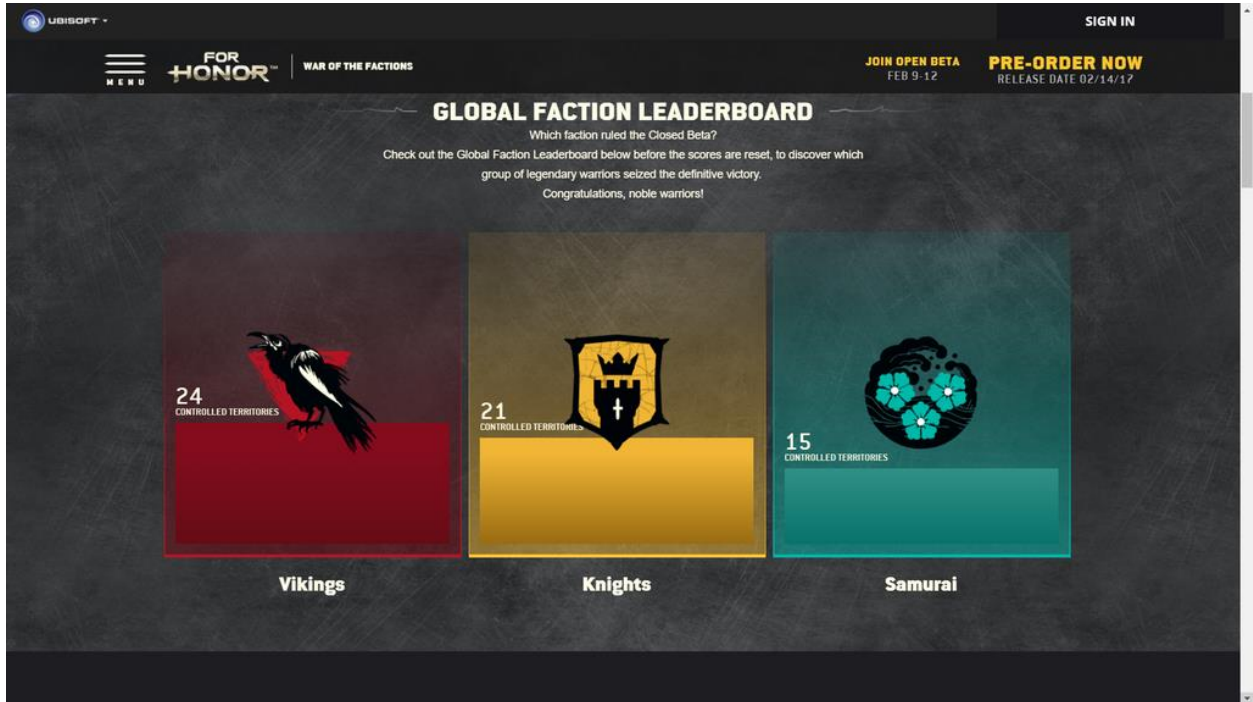 UBISOFT
SIGN IN
MENU
FOR HONOR™
WAR OF THE FACTIONS
JOIN OPEN BETA
FEB 9-12
PRE-ORDER NOW
RELEASE DATE 02/14/17
GLOBAL FACTION LEADERBOARD
Which faction ruled the Closed Beta?
Check out the Global Faction Leaderboard below before the scores are reset, to discover which
group of legendary warriors seized the definitive victory.
Congratulations, noble warriors!
24
CONTROLLED TERRITORIES
21
CONTROLLED TERRITORIES
15
CONTROLLED TERRITORIES
Vikings
Knights
Samurai